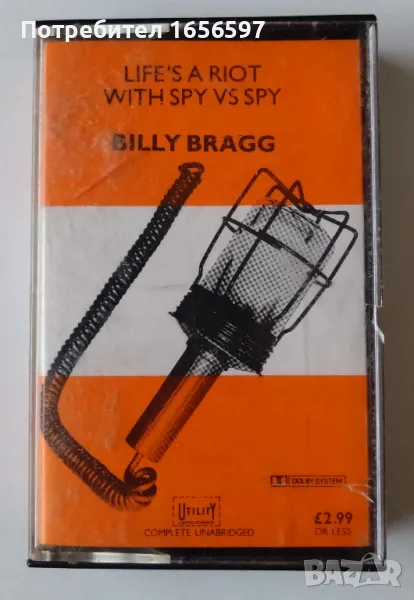 Потребител 1656597
LIFE'S A RIOT
WITH SPY VS SPY
BILLY BRAGG
DOLBY SYSTEM
UTILITY
COMPLETE UNABRIDGED
£2.99
OR LESS
BAZAR